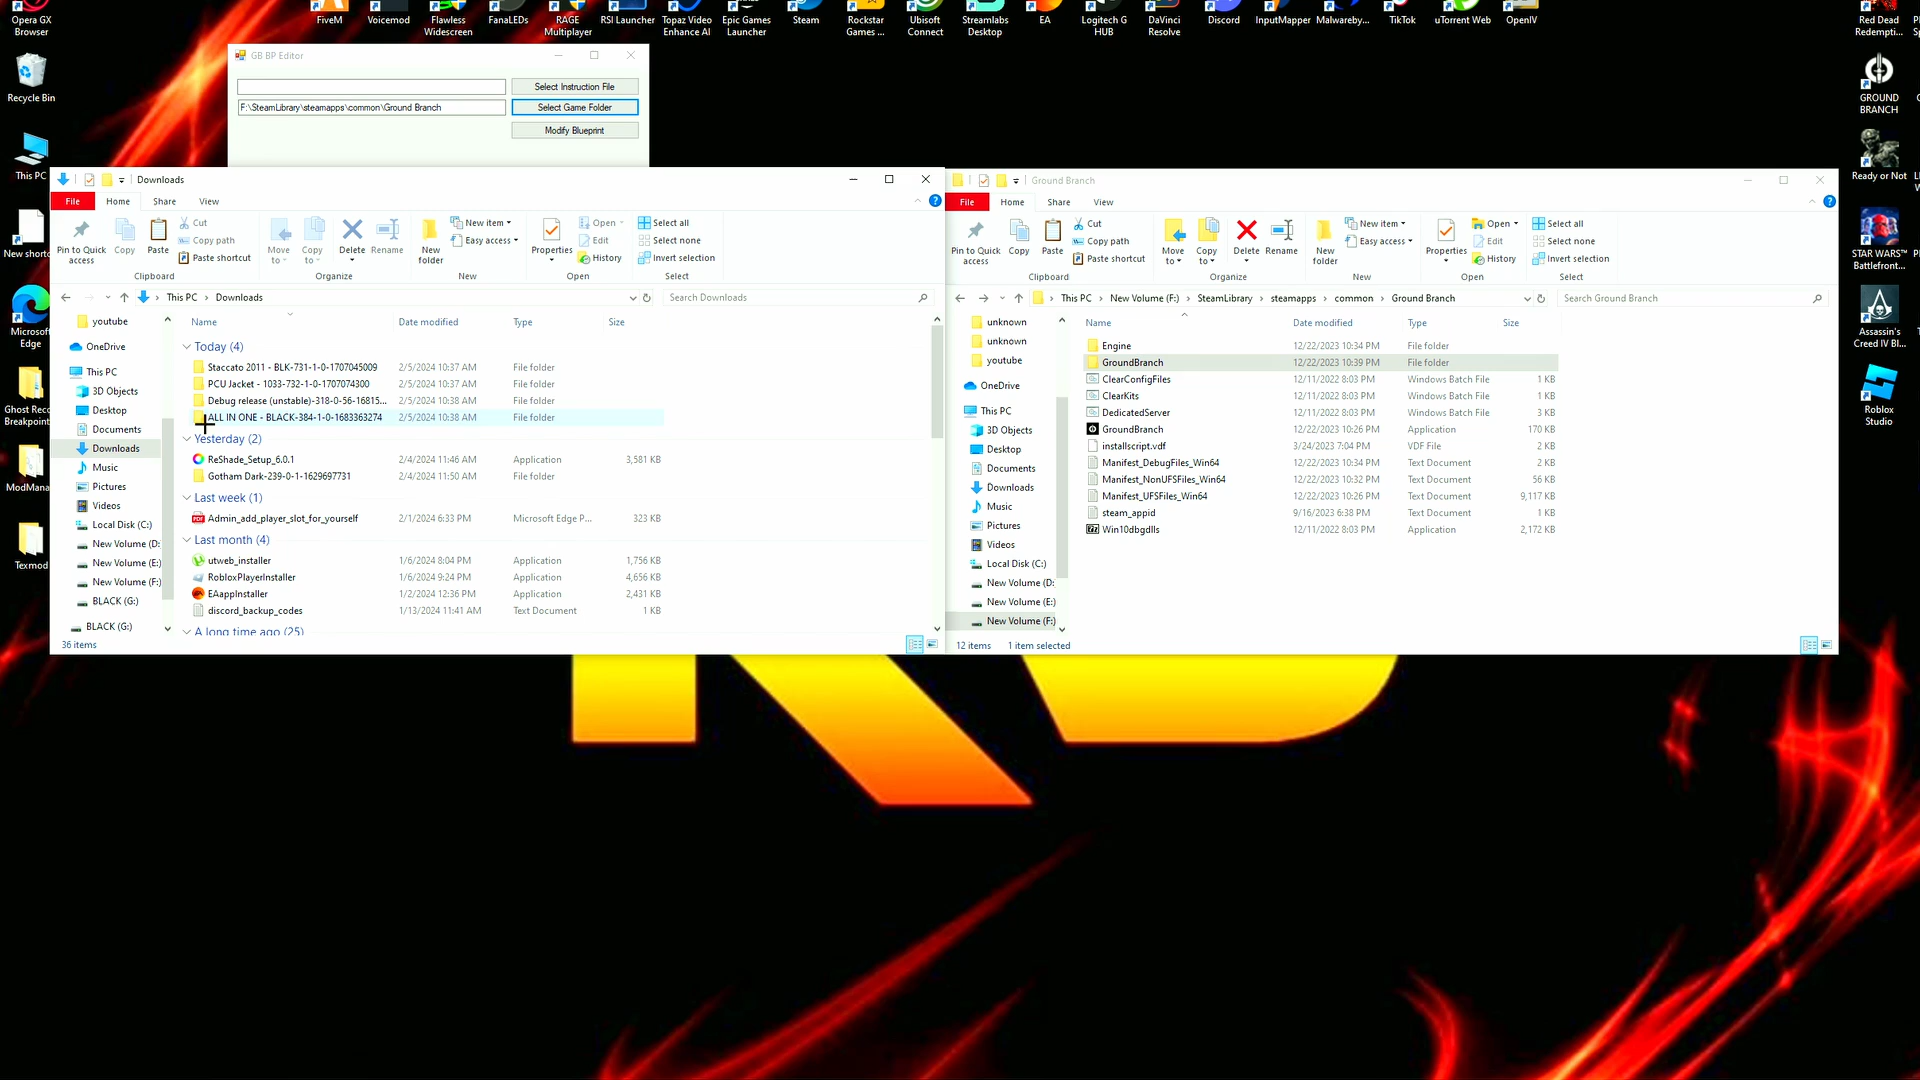 Opera GX Browser
FiveM
Voicemod
Flawless Widescreen
FanaLEDs
RAGE Multiplayer
RSI Launcher
Topaz Video Enhance AI
Epic Games Launcher
Steam
Rockstar Games ...
Ubisoft Connect
Streamlabs Desktop
EA
Logitech G HUB
DaVinci Resolve
Discord
InputMapper
Malwareby...
TikTok
uTorrent Web
OpenIV
Red Dead Redempti...
Recycle Bin
This PC
New shortc
Microsoft Edge
Ghost Reco Breakpoint
ModMana
Texmod
GROUND BRANCH
Ready or Not
STAR WARS™ Battlefront...
Assassin's Creed IV Bl...
Roblox Studio
GB BP Editor
Select Instruction File
F:\SteamLibrary\steamapps\common\Ground Branch
Select Game Folder
Modify Blueprint
Downloads
File Home Share View
Pin to Quick access
Copy
Paste
Cut
Copy path
Paste shortcut
Move to
Copy to
Delete
Rename
New folder
New item
Easy access
Properties
Open
Edit
History
Select all
Select none
Invert selection
Clipboard Organize New Open Select
This PC › Downloads
Search Downloads
youtube
OneDrive
This PC
3D Objects
Desktop
Documents
Downloads
Music
Pictures
Videos
Local Disk (C:)
New Volume (D:
New Volume (E:)
New Volume (F:)
BLACK (G:)
BLACK (G:)
Name Date modified Type Size
Today (4)
Staccato 2011 - BLK-731-1-0-1707045009 2/5/2024 10:37 AM File folder
PCU Jacket - 1033-732-1-0-1707074300 2/5/2024 10:37 AM File folder
Debug release (unstable)-318-0-56-16815... 2/5/2024 10:38 AM File folder
ALL IN ONE - BLACK-384-1-0-1683363274 2/5/2024 10:38 AM File folder
Yesterday (2)
ReShade_Setup_6.0.1 2/4/2024 11:46 AM Application 3,581 KB
Gotham Dark-239-0-1-1629697731 2/4/2024 11:50 AM File folder
Last week (1)
Admin_add_player_slot_for_yourself 2/1/2024 6:33 PM Microsoft Edge P... 323 KB
Last month (4)
utweb_installer 1/6/2024 8:04 PM Application 1,756 KB
RobloxPlayerInstaller 1/6/2024 9:24 PM Application 4,656 KB
EAappInstaller 1/2/2024 12:36 PM Application 2,431 KB
discord_backup_codes 1/13/2024 11:41 AM Text Document 1 KB
A long time ago (25)
36 items
Ground Branch
File Home Share View
Pin to Quick access
Copy
Paste
Cut
Copy path
Paste shortcut
Move to
Copy to
Delete
Rename
New folder
New item
Easy access
Properties
Open
Edit
History
Select all
Select none
Invert selection
Clipboard Organize New Open Select
This PC › New Volume (F:) › SteamLibrary › steamapps › common › Ground Branch
Search Ground Branch
unknown
unknown
youtube
OneDrive
This PC
3D Objects
Desktop
Documents
Downloads
Music
Pictures
Videos
Local Disk (C:)
New Volume (D:
New Volume (E:)
New Volume (F:)
Name Date modified Type Size
Engine 12/22/2023 10:34 PM File folder
GroundBranch 12/22/2023 10:39 PM File folder
ClearConfigFiles 12/11/2022 8:03 PM Windows Batch File 1 KB
ClearKits 12/11/2022 8:03 PM Windows Batch File 1 KB
DedicatedServer 12/11/2022 8:03 PM Windows Batch File 3 KB
GroundBranch 12/22/2023 10:26 PM Application 170 KB
installscript.vdf 3/24/2023 7:04 PM VDF File 2 KB
Manifest_DebugFiles_Win64 12/22/2023 10:34 PM Text Document 2 KB
Manifest_NonUFSFiles_Win64 12/22/2023 10:32 PM Text Document 56 KB
Manifest_UFSFiles_Win64 12/22/2023 10:26 PM Text Document 9,117 KB
steam_appid 9/16/2023 6:38 PM Text Document 1 KB
Win10dbgdlls 12/11/2022 8:03 PM Application 2,172 KB
12 items 1 item selected